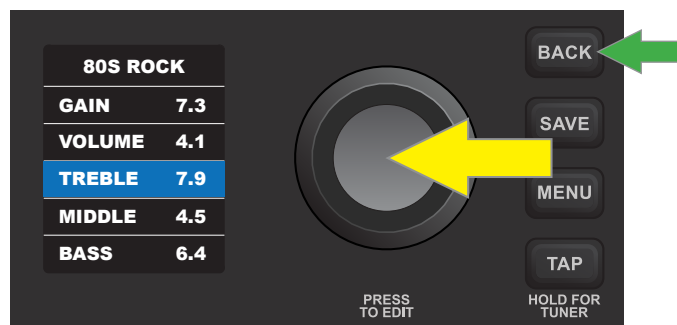 80S ROCK
GAIN 7.3
VOLUME 4.1
TREBLE 7.9
MIDDLE 4.5
BASS 6.4
PRESS
TO EDIT
BACK
SAVE
MENU
TAP
HOLD FOR
TUNER